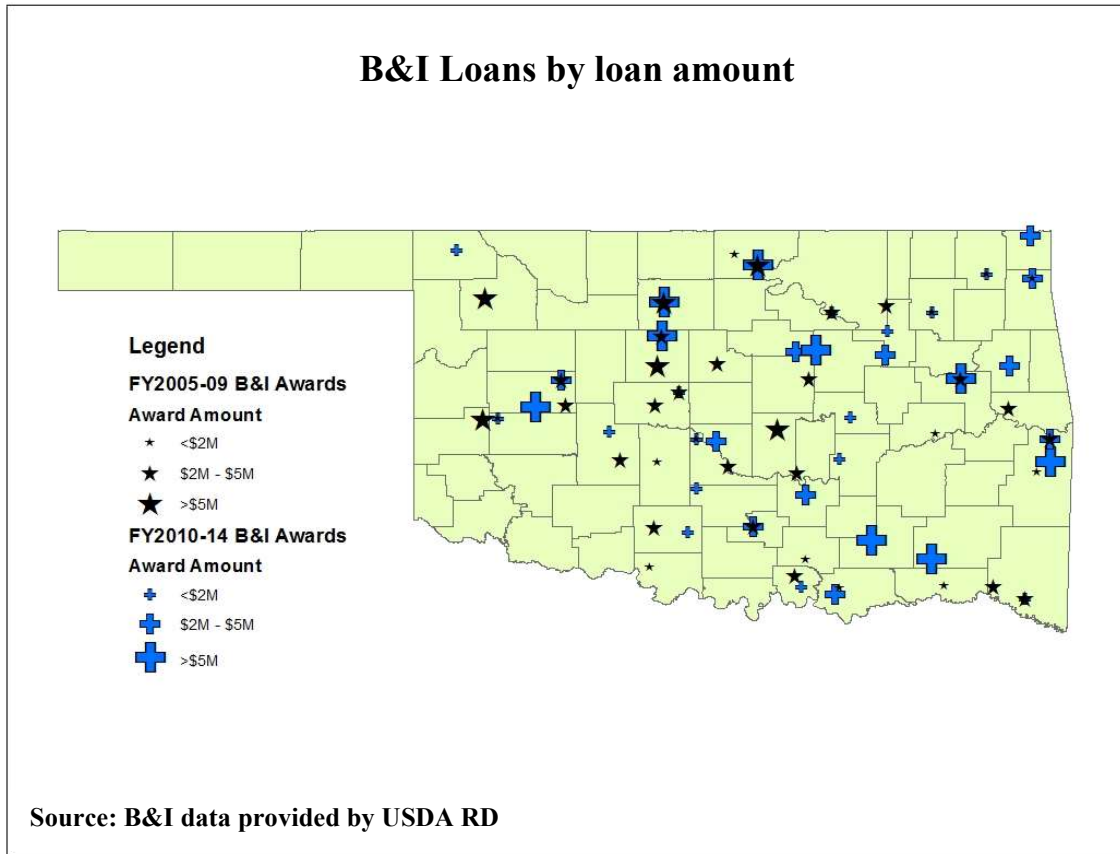 B&I Loans by loan amount
Legend
FY2005-09 B&I Awards
Award Amount
<$2M
$2M - $5M
>$5M
FY2010-14 B&I Awards
Award Amount
<$2M
$2M - $5M
>$5M
Source: B&I data provided by USDA RD